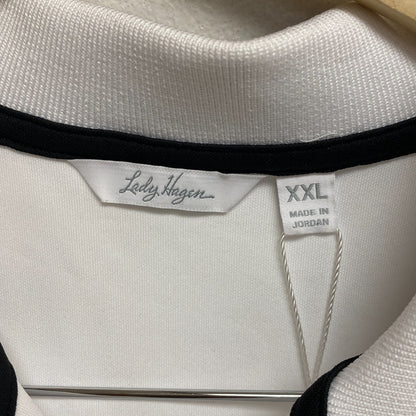 Lady Hagen
XXL
MADE IN
JORDAN